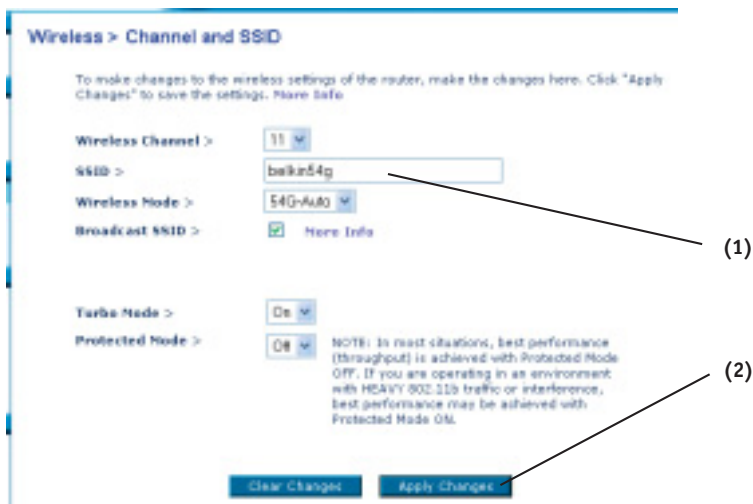 Wireless > Channel and SSID
To make changes to the wireless settings of the router, make the changes here. Click "Apply
Changes" to save the settings. More Info
Wireless Channel > 11
SSID > belkin54g
(1)
Wireless Mode > 54G-Auto
Broadcast SSID > More Info
Turbo Mode > On
Protected Mode > Off
NOTE: In most situations, best performance
(throughput) is achieved with Protected Mode
OFF. If you are operating in an environment
with HEAVY 802.11b traffic or interference,
best performance may be achieved with
Protected Mode ON.
(2)
Clear Changes Apply Changes